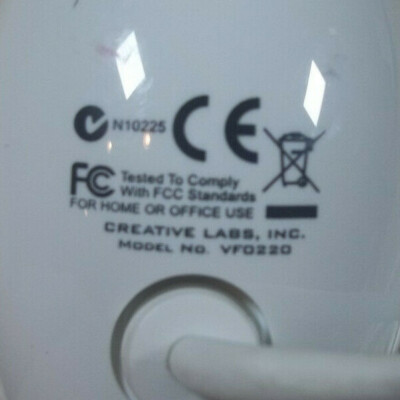 N10225 CE
FC Tested To Comply
With FCC Standards
FOR HOME OR OFFICE USE
CREATIVE LABS, INC.
MODEL NO. VF0220